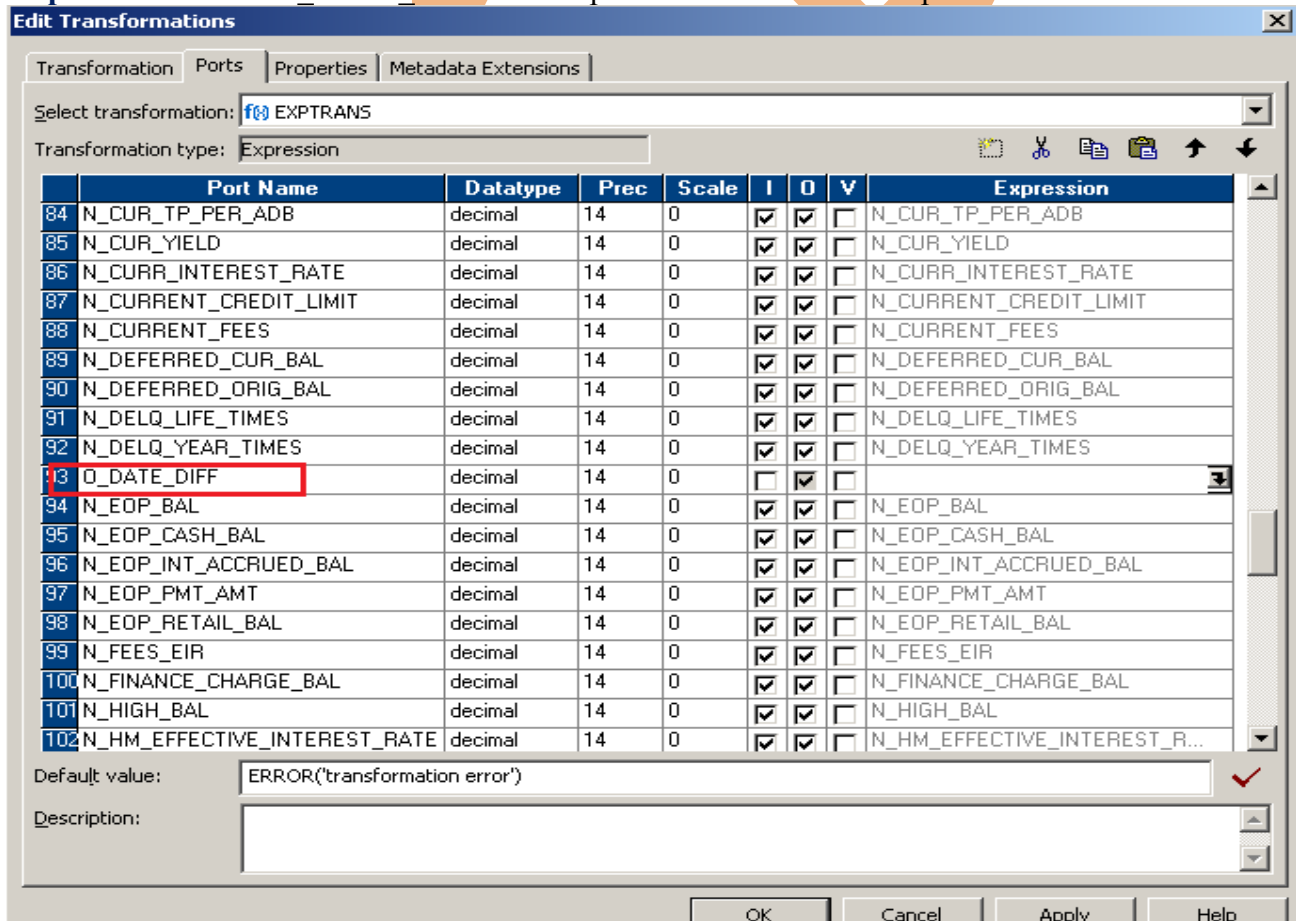 Edit Transformations
Transformation Ports Properties Metadata Extensions
Select transformation: f(x) EXPTRANS
Transformation type: Expression
Port Name Datatype Prec Scale I O V Expression
84 N_CUR_TP_PER_ADB decimal 14 0 N_CUR_TP_PER_ADB
85 N_CUR_YIELD decimal 14 0 N_CUR_YIELD
86 N_CURR_INTEREST_RATE decimal 14 0 N_CURR_INTEREST_RATE
87 N_CURRENT_CREDIT_LIMIT decimal 14 0 N_CURRENT_CREDIT_LIMIT
88 N_CURRENT_FEES decimal 14 0 N_CURRENT_FEES
89 N_DEFERRED_CUR_BAL decimal 14 0 N_DEFERRED_CUR_BAL
90 N_DEFERRED_ORIG_BAL decimal 14 0 N_DEFERRED_ORIG_BAL
91 N_DELQ_LIFE_TIMES decimal 14 0 N_DELQ_LIFE_TIMES
92 N_DELQ_YEAR_TIMES decimal 14 0 N_DELQ_YEAR_TIMES
93 O_DATE_DIFF decimal 14 0
94 N_EOP_BAL decimal 14 0 N_EOP_BAL
95 N_EOP_CASH_BAL decimal 14 0 N_EOP_CASH_BAL
96 N_EOP_INT_ACCRUED_BAL decimal 14 0 N_EOP_INT_ACCRUED_BAL
97 N_EOP_PMT_AMT decimal 14 0 N_EOP_PMT_AMT
98 N_EOP_RETAIL_BAL decimal 14 0 N_EOP_RETAIL_BAL
99 N_FEES_EIR decimal 14 0 N_FEES_EIR
100 N_FINANCE_CHARGE_BAL decimal 14 0 N_FINANCE_CHARGE_BAL
101 N_HIGH_BAL decimal 14 0 N_HIGH_BAL
102 N_HM_EFFECTIVE_INTEREST_RATE decimal 14 0 N_HM_EFFECTIVE_INTEREST_R...
Default value: ERROR('transformation error')
Description:
OK Cancel Apply Help